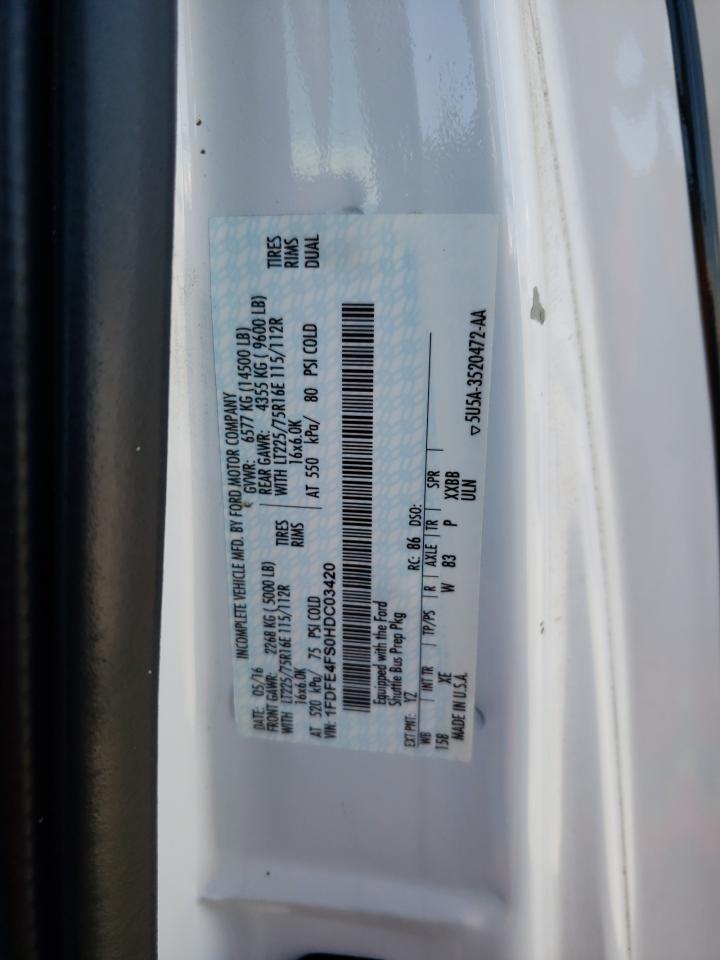 INCOMPLETE VEHICLE MFD. BY FORD MOTOR COMPANY
DATE: 05/16 GVWR: 6577 KG (14500 LB)
FRONT GAWR: 2268 KG ( 5000 LB) REAR GAWR: 4355 KG ( 9600 LB)
WITH LT225/75R16E 115/112R TIRES WITH LT225/75R16E 115/112R TIRES
16x6.0K RIMS 16x6.0K RIMS
AT 520 kPa/ 75 PSI COLD AT 550 kPa/ 80 PSI COLD DUAL
VIN: 1FDFE4FS0HDC03420
Equipped with the Ford
Shuttle Bus Prep Pkg
EXT PNT: YZ RC: 86 DSO:
WB | INT TR | TP/PS | R | AXLE | TR | SPR |
158 XE W 83 P XXBB
MADE IN U.S.A. ULN
▽5U5A-3520472-AA